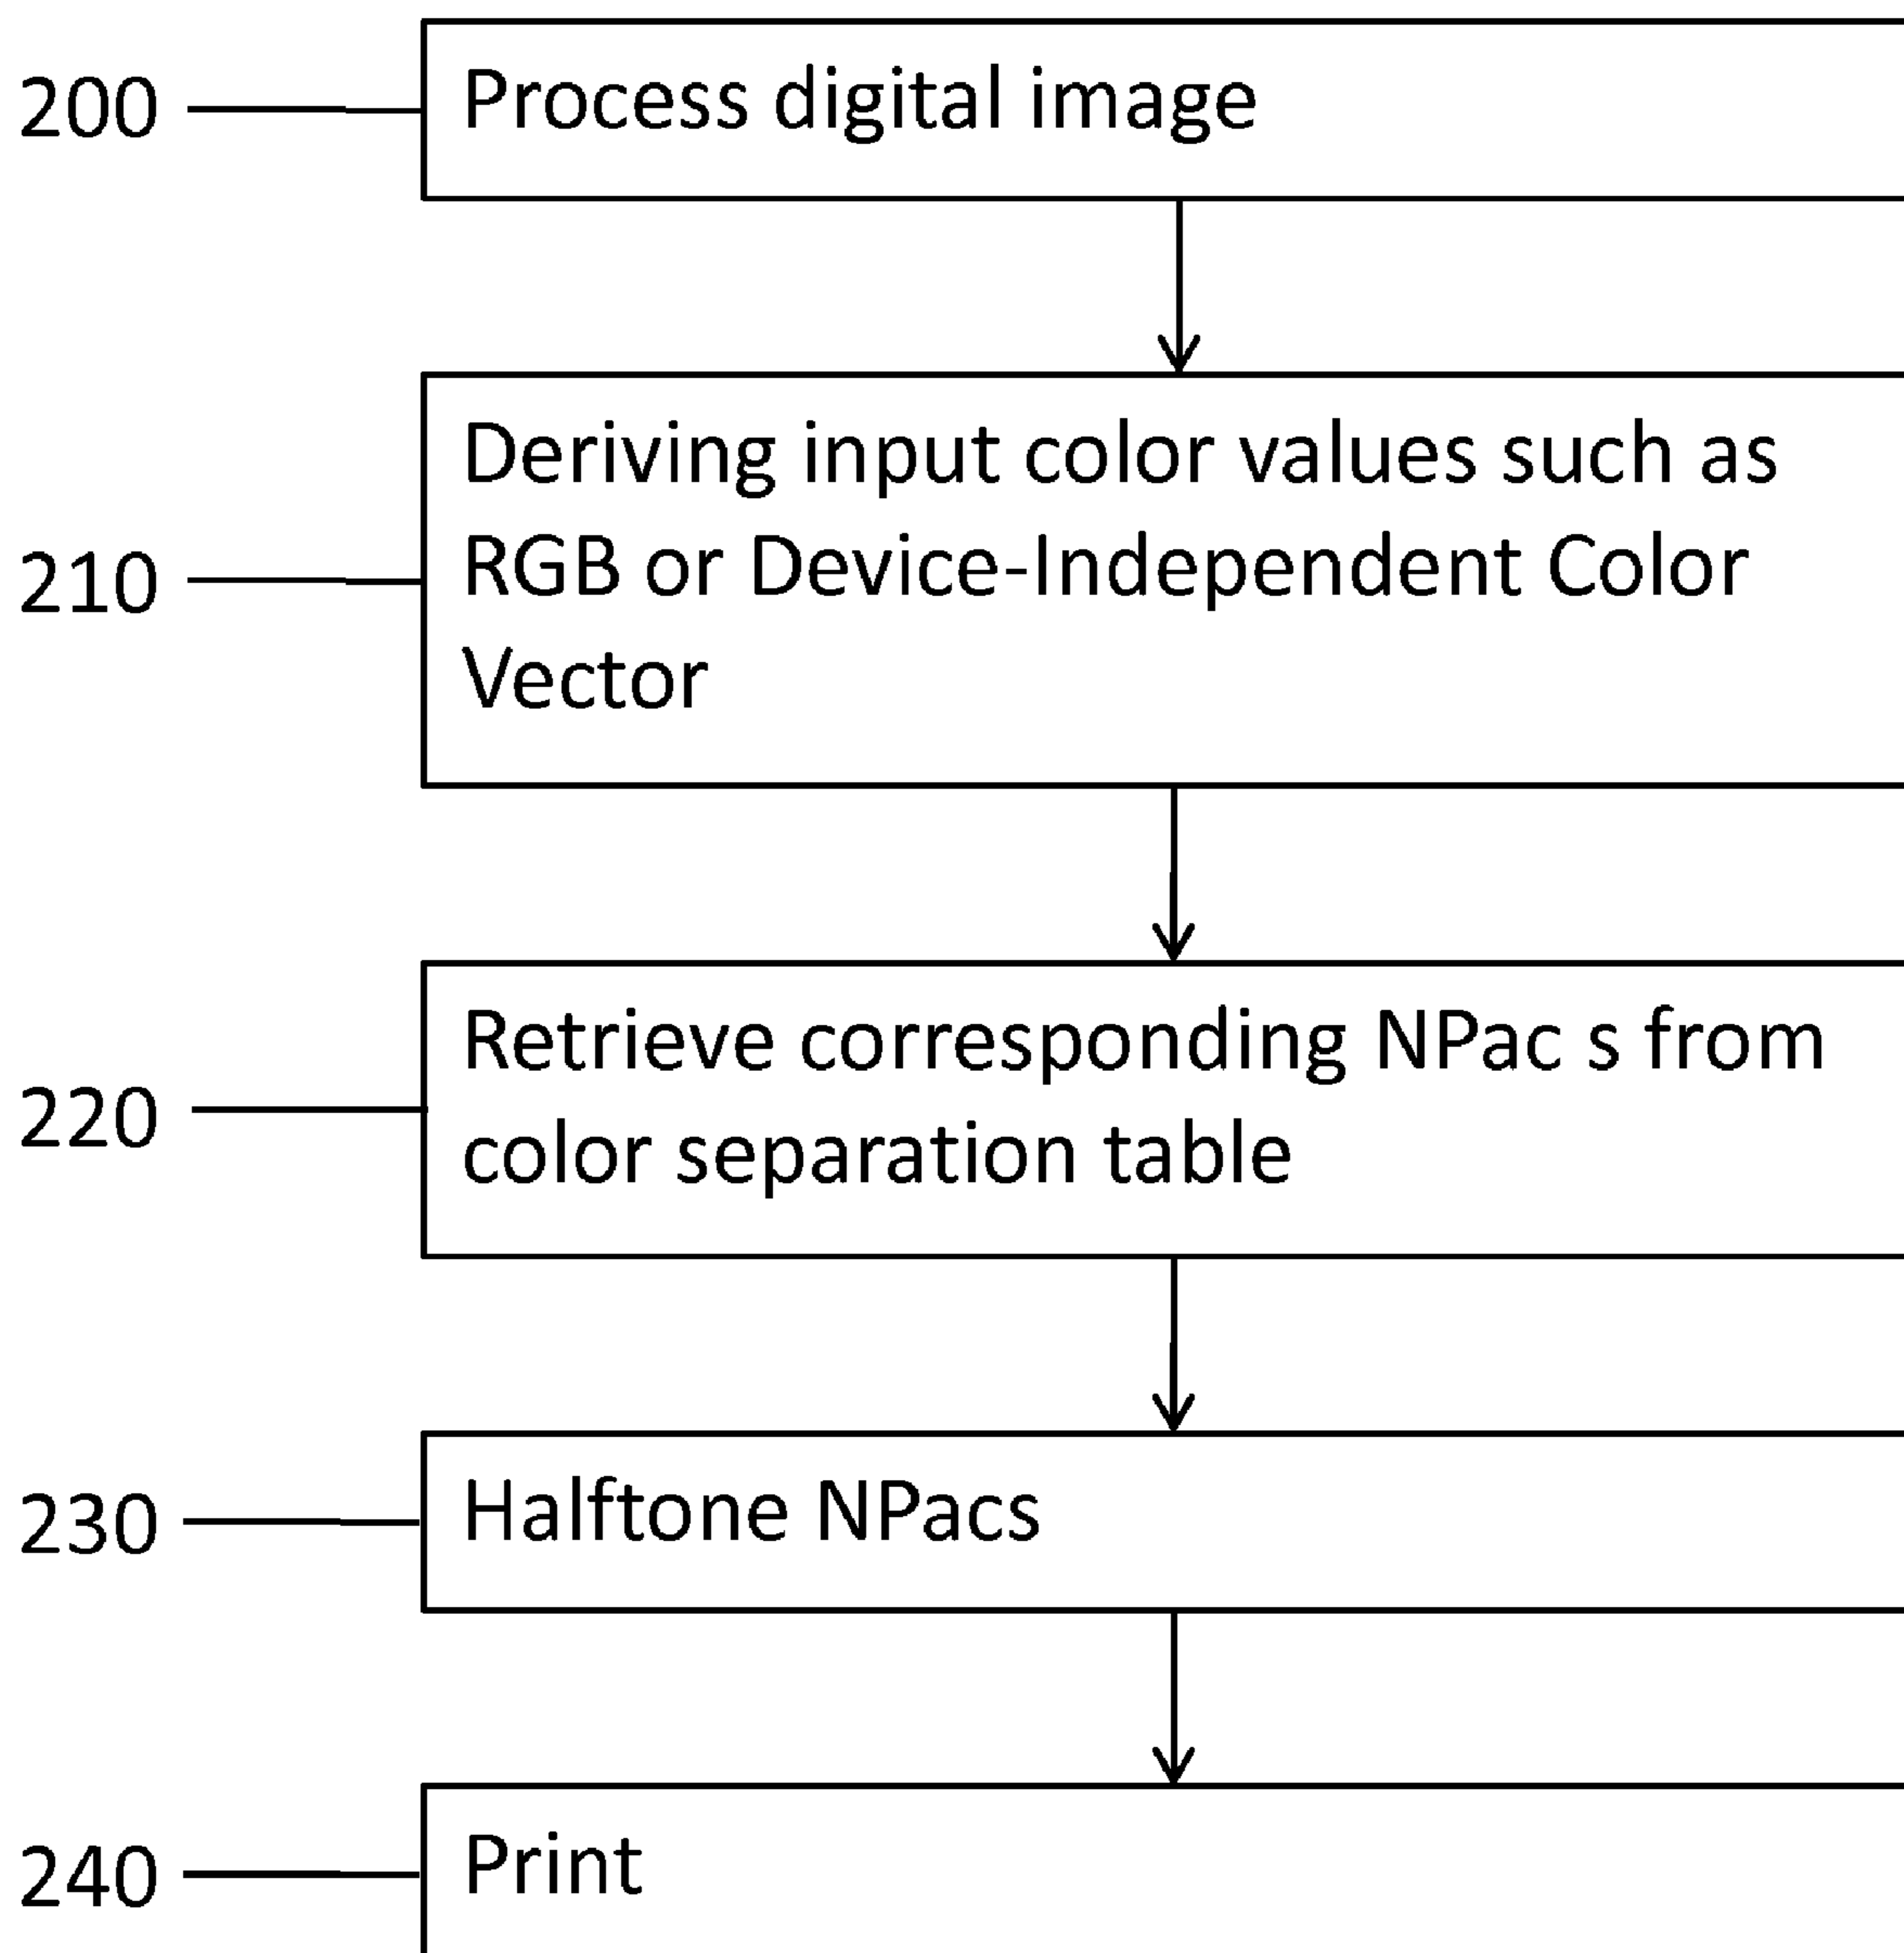 200
Process digital image
Deriving input color values such as
210
RGB or Device-Independent Color
Vector
Retrieve corresponding NPac s from
220
color separation table
230
Halftone NPacs
240
Print